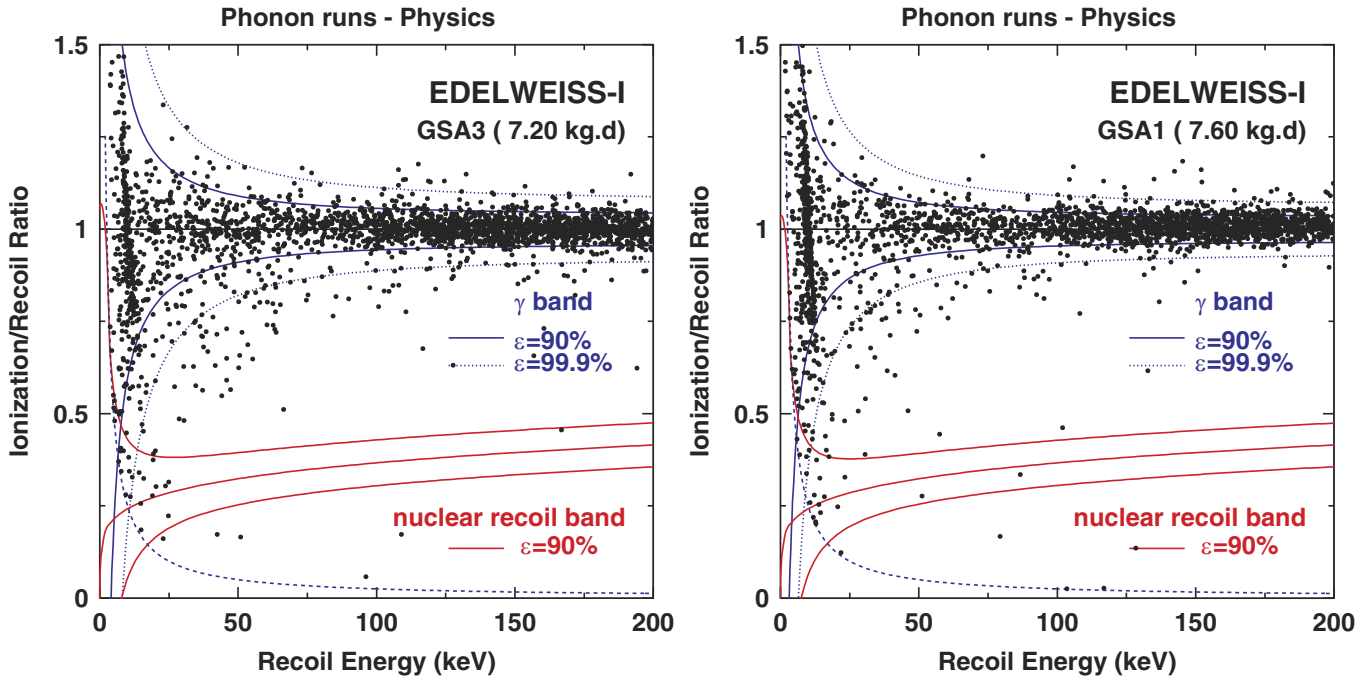 Phonon runs - Physics
EDELWEISS-I
GSA3 ( 7.20 kg.d)
γ band
ε=90%
ε=99.9%
nuclear recoil band
ε=90%
Ionization/Recoil Ratio
1.5
1
0.5
0
0 50 100 150 200
Recoil Energy (keV)
Phonon runs - Physics
EDELWEISS-I
GSA1 ( 7.60 kg.d)
γ band
ε=90%
ε=99.9%
nuclear recoil band
ε=90%
Ionization/Recoil Ratio
1.5
1
0.5
0
0 50 100 150 200
Recoil Energy (keV)